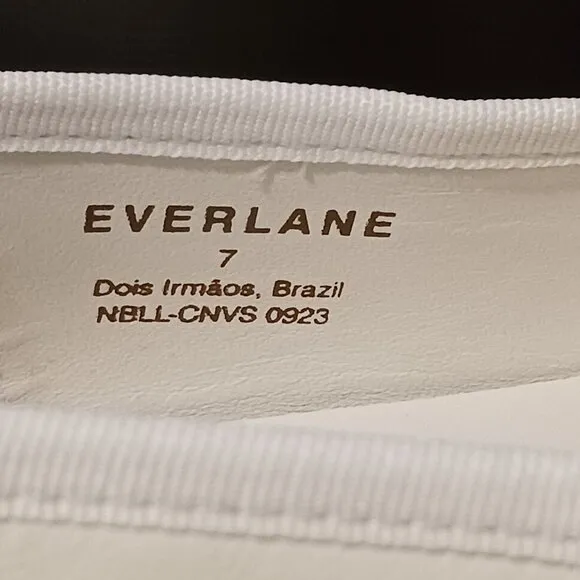 EVERLANE
7
Dois Irmãos, Brazil
NBLL-CNVS 0923